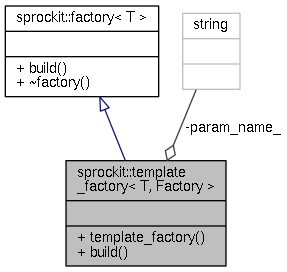 sprockit::factory< T >
+ build()
+ ~factory()
string
-param_name_
sprockit::template
_factory< T, Factory >
+ template_factory()
+ build()